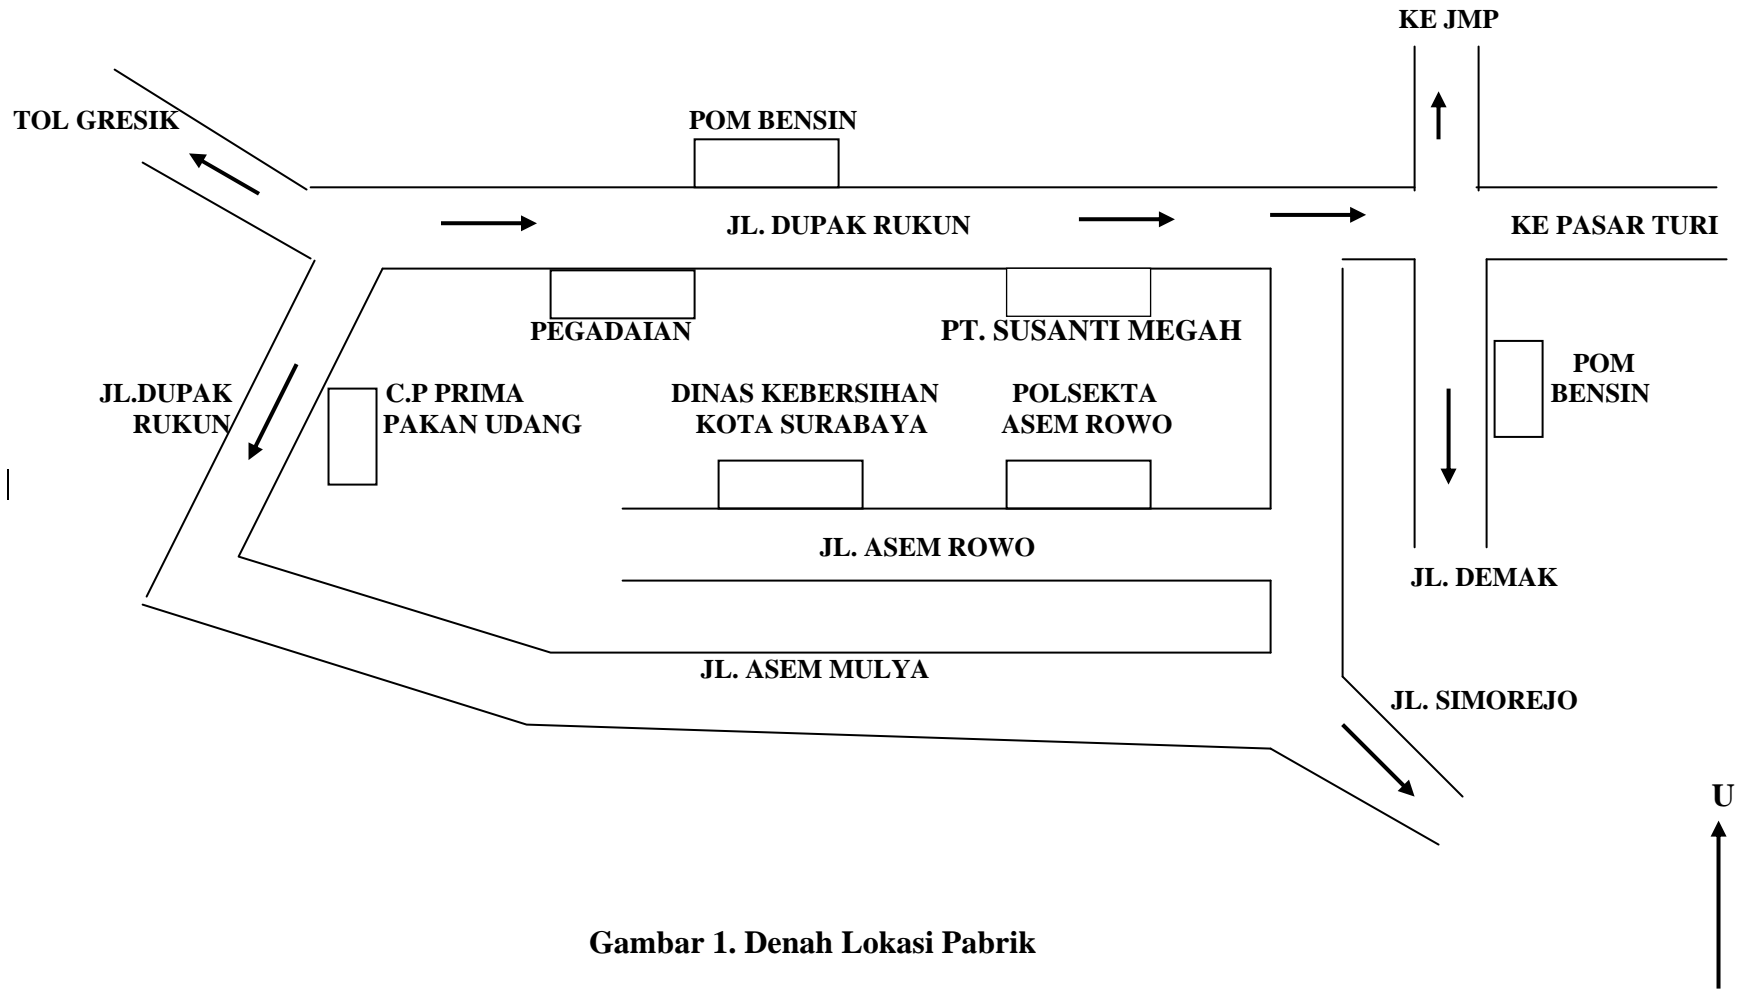 KE JMP
TOL GRESIK
POM BENSIN
JL. DUPAK RUKUN
KE PASAR TURI
PEGADAIAN
PT. SUSANTI MEGAH
JL.DUPAK
RUKUN
C.P PRIMA
PAKAN UDANG
DINAS KEBERSIHAN
KOTA SURABAYA
POLSEKTA
ASEM ROWO
POM
BENSIN
JL. ASEM ROWO
JL. DEMAK
JL. ASEM MULYA
JL. SIMOREJO
U
Gambar 1. Denah Lokasi Pabrik